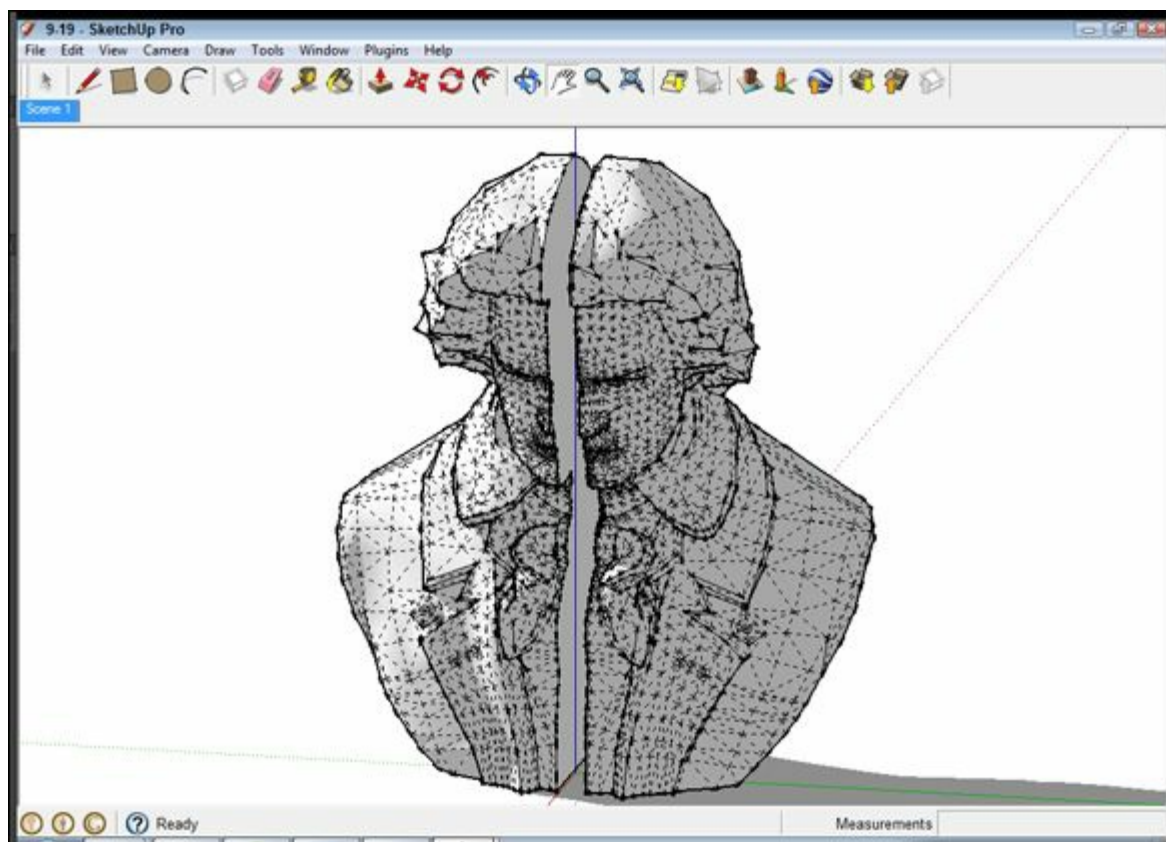 9-19 - SketchUp Pro
File Edit View Camera Draw Tools Window Plugins Help
Scene 1
Ready
Measurements